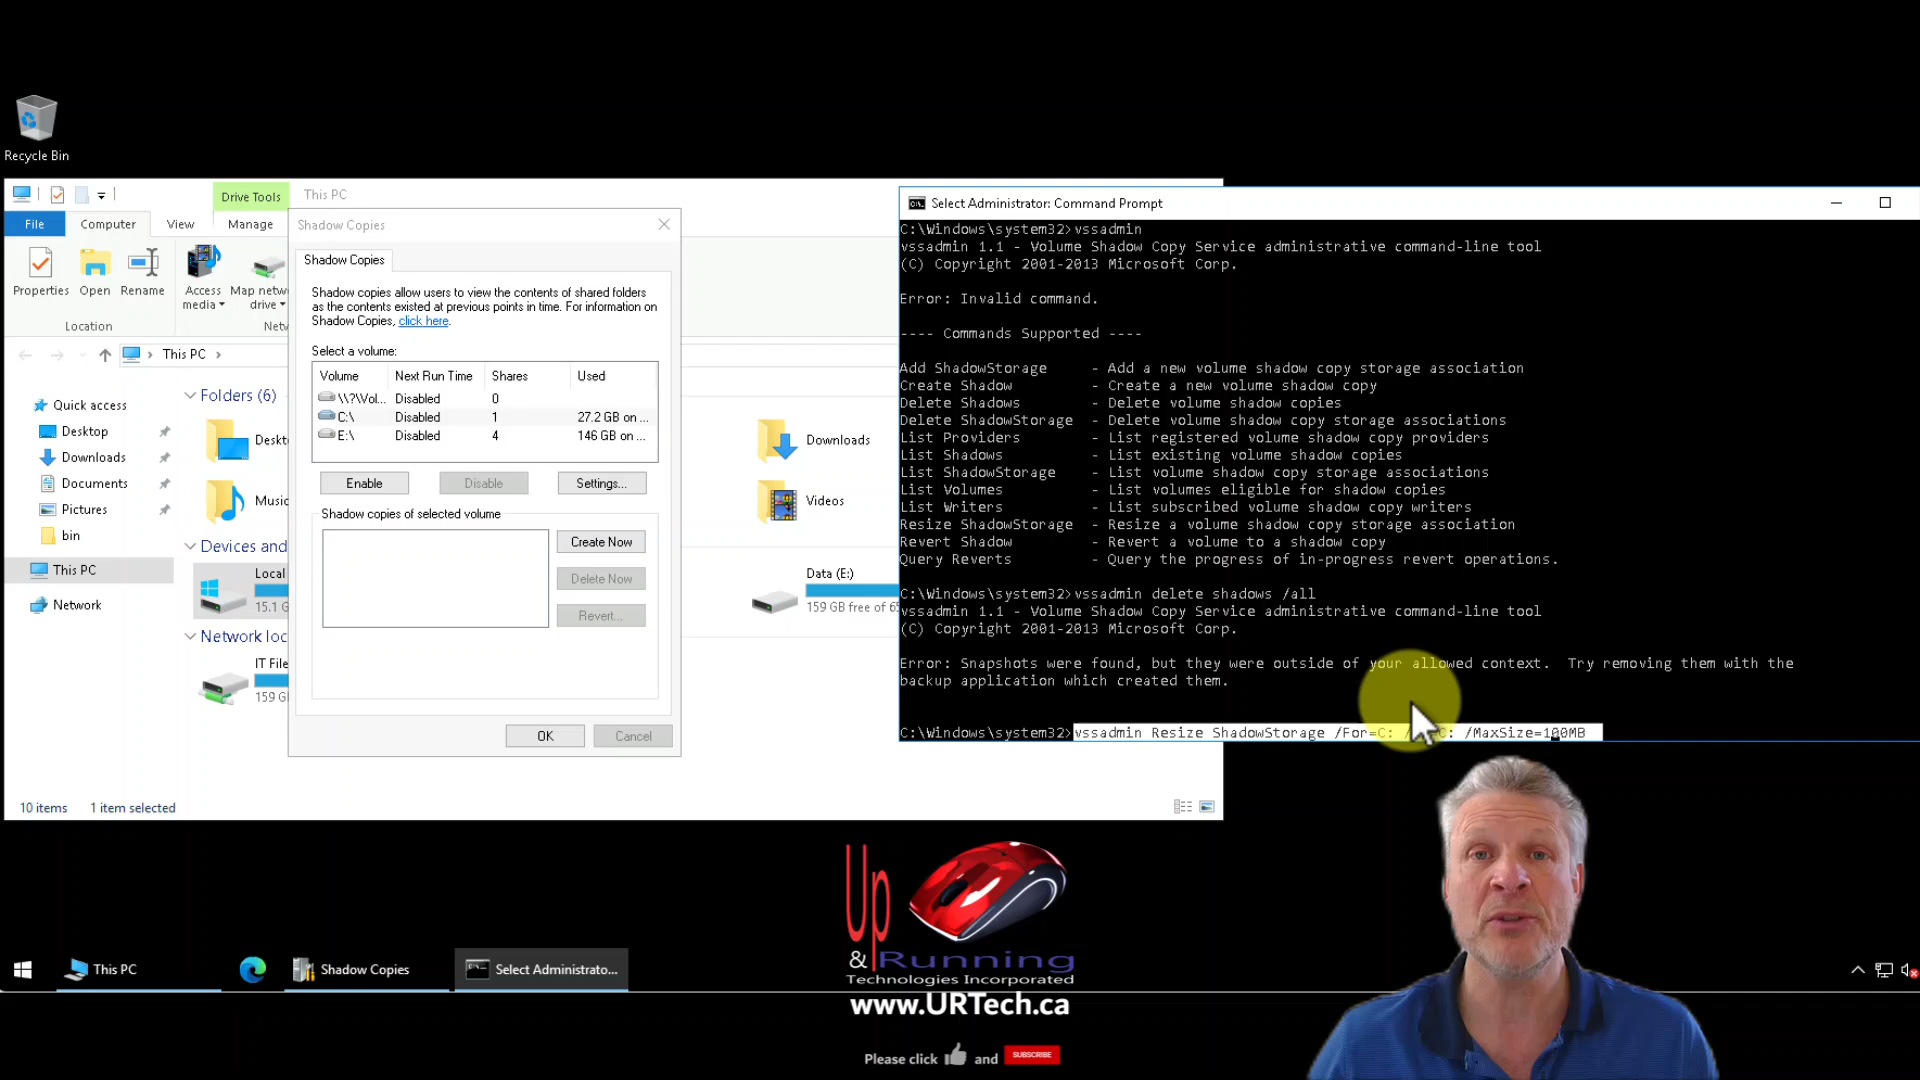 Recycle Bin
Drive Tools
This PC
File
Computer
View
Manage
Properties
Open
Rename
Access
media
Map netw
drive
Location
Netw
This PC
Quick access
Desktop
Downloads
Documents
Pictures
bin
This PC
Network
Folders (6)
Deskt
Music
Devices and
Local
15.1 G
Network loc
IT File
159 G
Downloads
Videos
Data (E:)
159 GB free of 65
10 items
1 item selected
Shadow Copies
Shadow Copies
Shadow copies allow users to view the contents of shared folders
as the contents existed at previous points in time. For information on
Shadow Copies, click here.
Select a volume:
Volume Next Run Time Shares Used
\\?\Vol... Disabled 0
C:\ Disabled 1 27.2 GB on ...
E:\ Disabled 4 146 GB on ...
Enable
Disable
Settings...
Shadow copies of selected volume
Create Now
Delete Now
Revert...
OK
Cancel
Select Administrator: Command Prompt
C:\Windows\system32>vssadmin
vssadmin 1.1 - Volume Shadow Copy Service administrative command-line tool
(C) Copyright 2001-2013 Microsoft Corp.
Error: Invalid command.
---- Commands Supported ----
Add ShadowStorage - Add a new volume shadow copy storage association
Create Shadow - Create a new volume shadow copy
Delete Shadows - Delete volume shadow copies
Delete ShadowStorage - Delete volume shadow copy storage associations
List Providers - List registered volume shadow copy providers
List Shadows - List existing volume shadow copies
List ShadowStorage - List volume shadow copy storage associations
List Volumes - List volumes eligible for shadow copies
List Writers - List subscribed volume shadow copy writers
Resize ShadowStorage - Resize a volume shadow copy storage association
Revert Shadow - Revert a volume to a shadow copy
Query Reverts - Query the progress of in-progress revert operations.
C:\Windows\system32>vssadmin delete shadows /all
vssadmin 1.1 - Volume Shadow Copy Service administrative command-line tool
(C) Copyright 2001-2013 Microsoft Corp.
Error: Snapshots were found, but they were outside of your allowed context. Try removing them with the
backup application which created them.
C:\Windows\system32>vssadmin Resize ShadowStorage /For=C: / C: /MaxSize=100MB
Up
& Running
Technologies Incorporated
www.URTech.ca
Please click and SUBSCRIBE
This PC
Shadow Copies
Select Administrato...